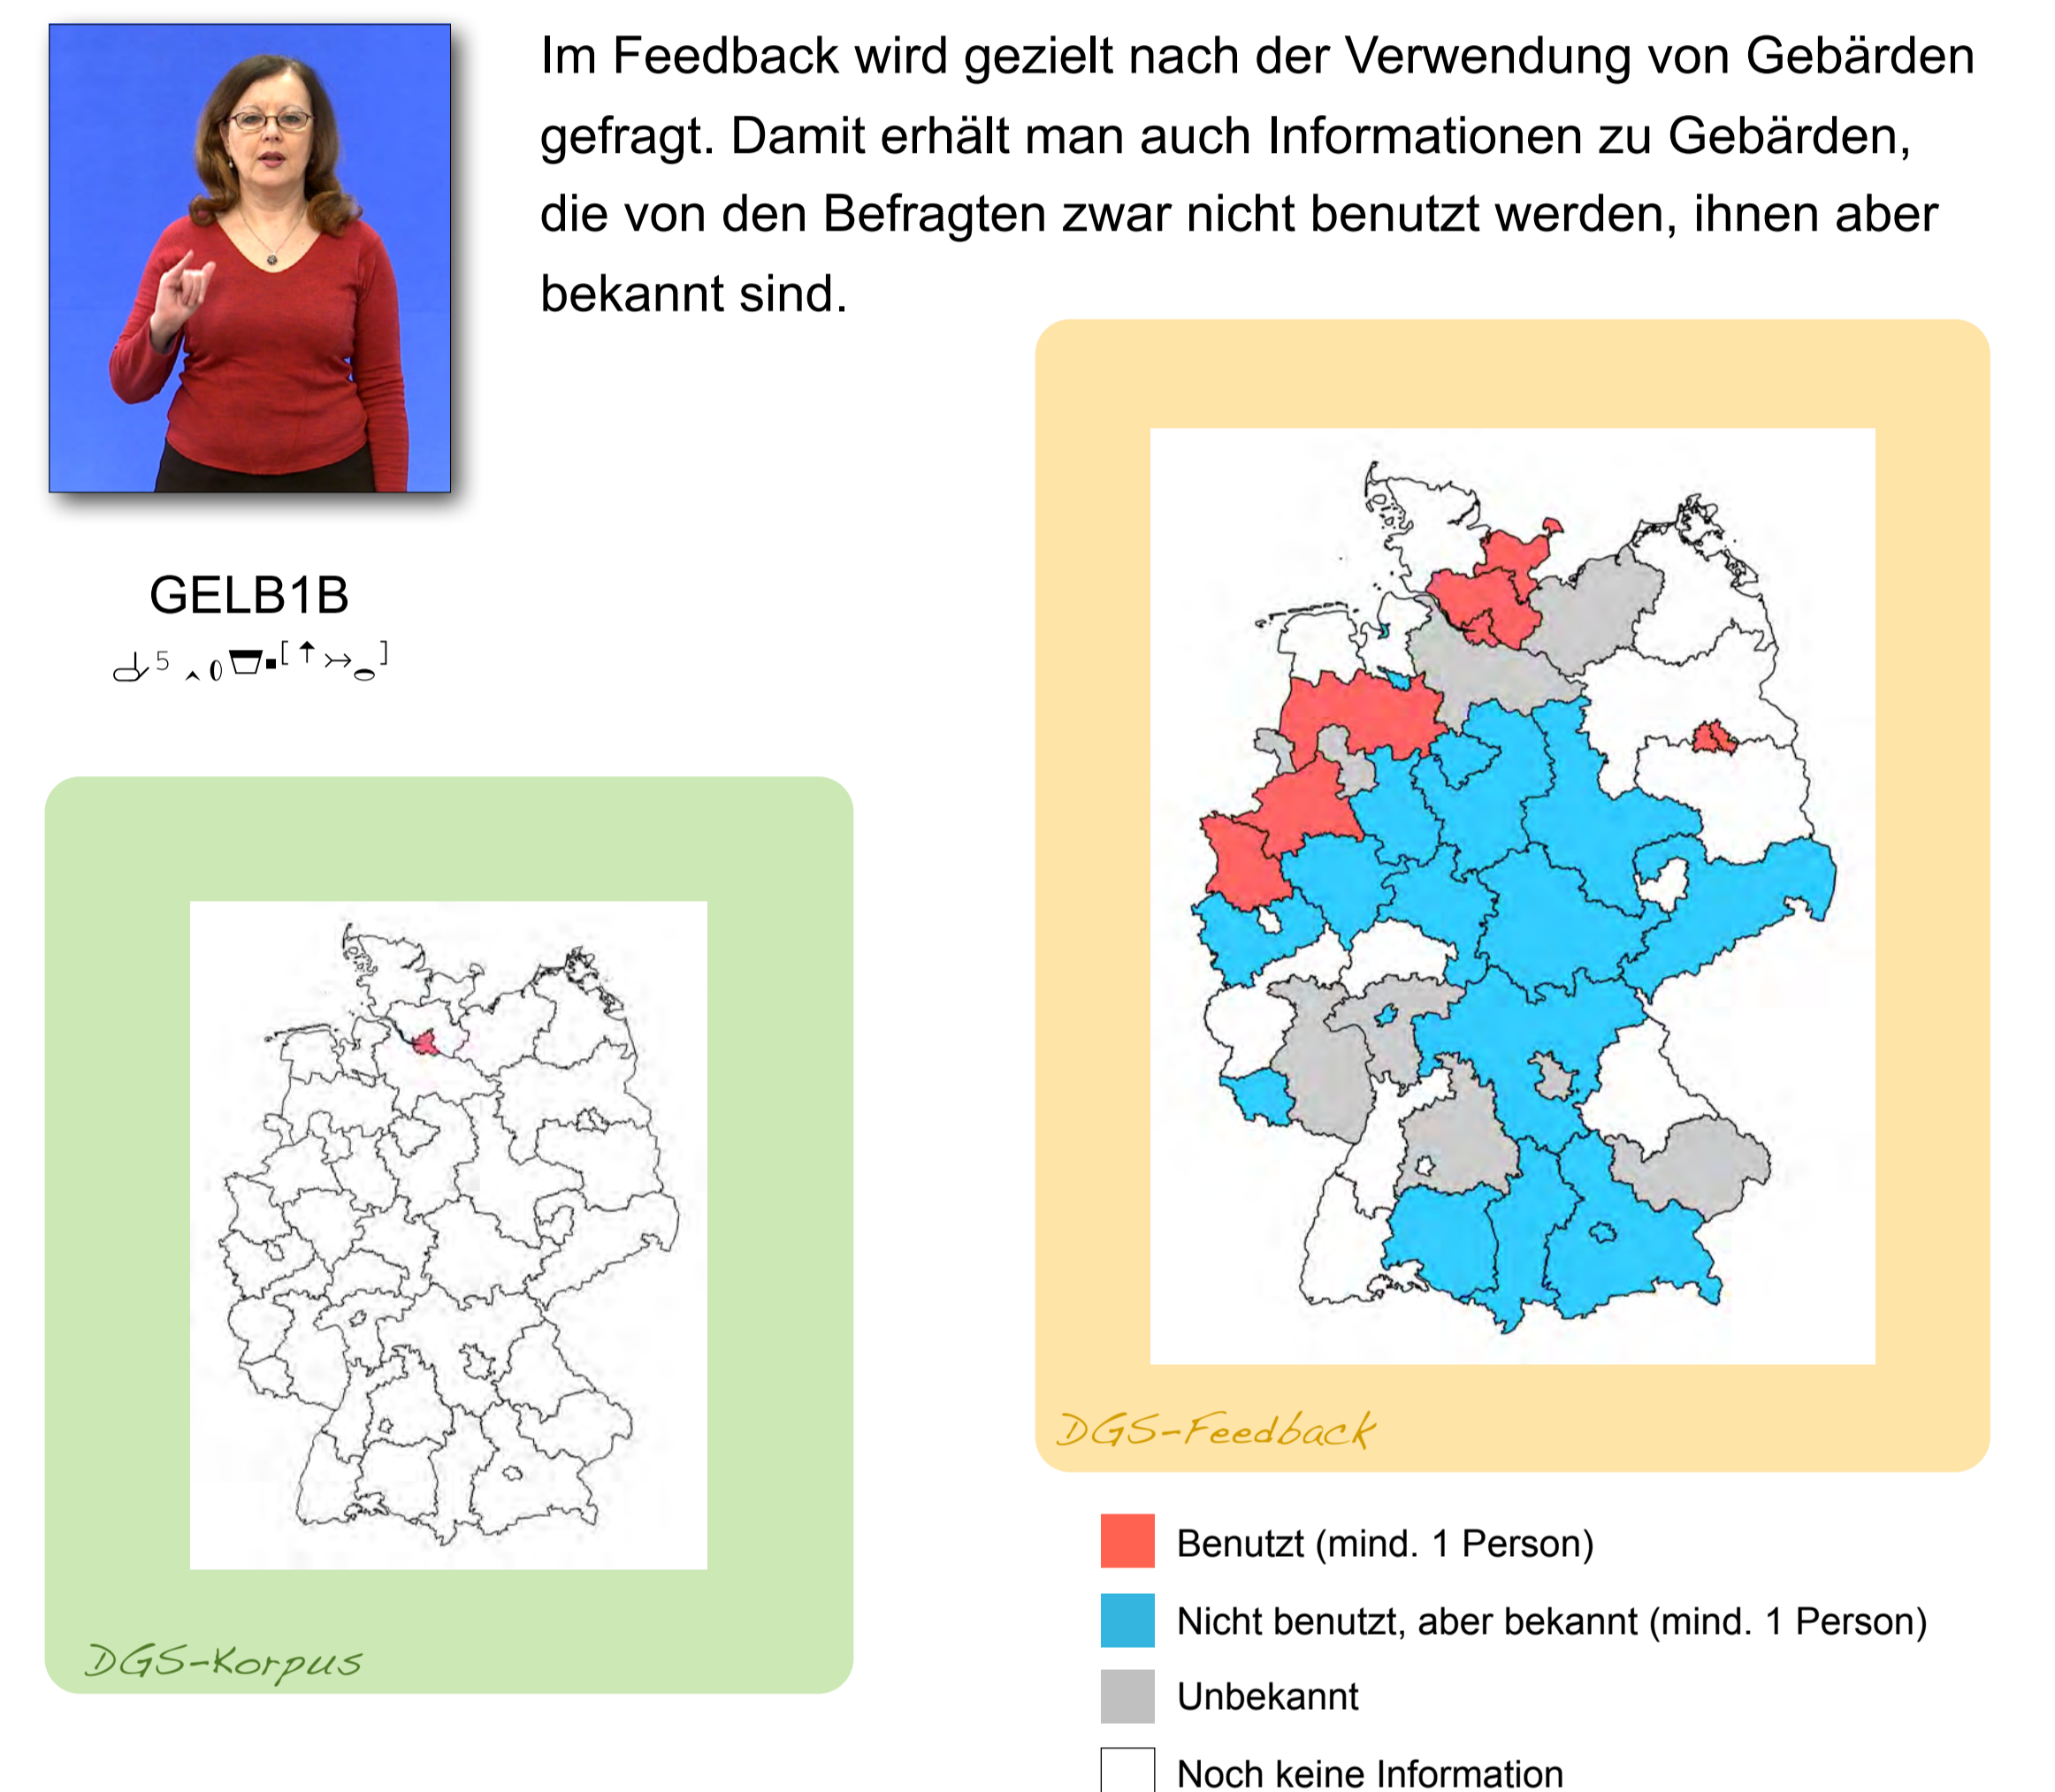 Im Feedback wird gezielt nach der Verwendung von Gebärden
gefragt. Damit erhält man auch Informationen zu Gebärden,
die von den Befragten zwar nicht benutzt werden, ihnen aber
bekannt sind.
GELB1B
DGS-Korpus
DGS-Feedback
Benutzt (mind. 1 Person)
Nicht benutzt, aber bekannt (mind. 1 Person)
Unbekannt
Noch keine Information